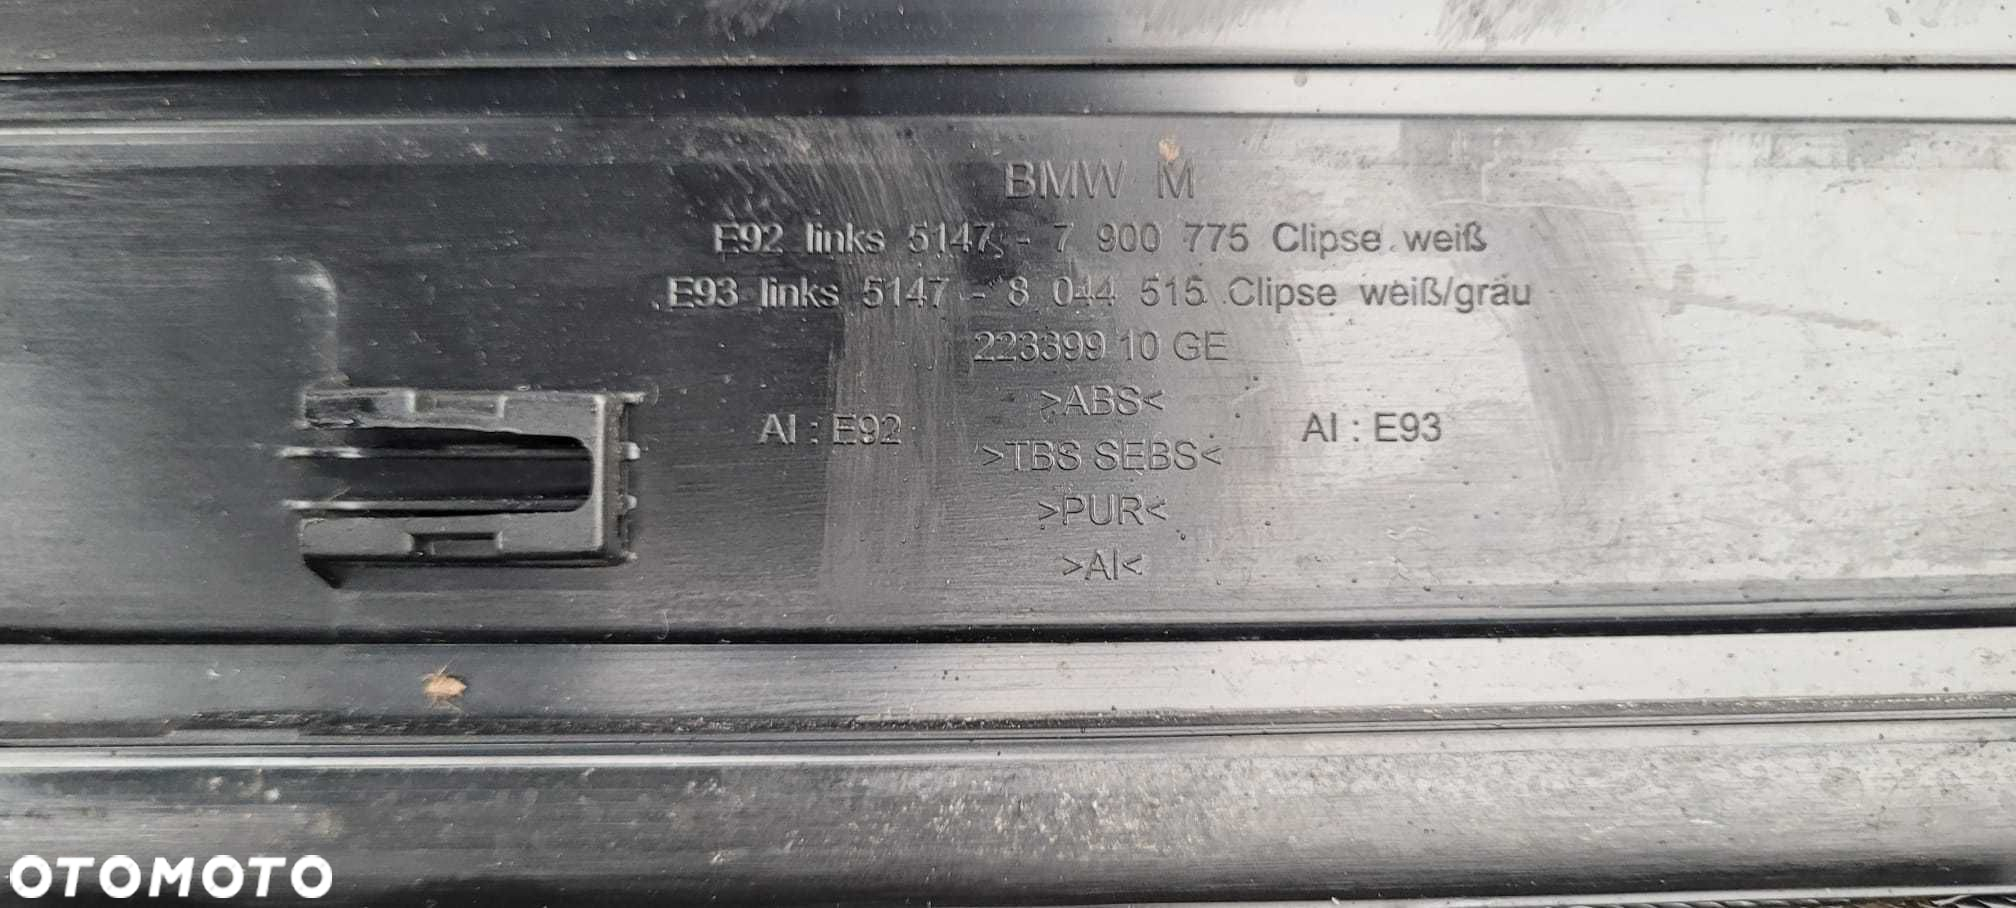 BMW M
E92 links 5147 - 7 900 775 Clipse weiß
E93 links 5147 - 8 044 515 Clipse weiß/grau
223399 10 GE
>ABS<
AI : E92
AI : E93
>TBS SEBS<
>PUR<
>AI<
OTOMOTO